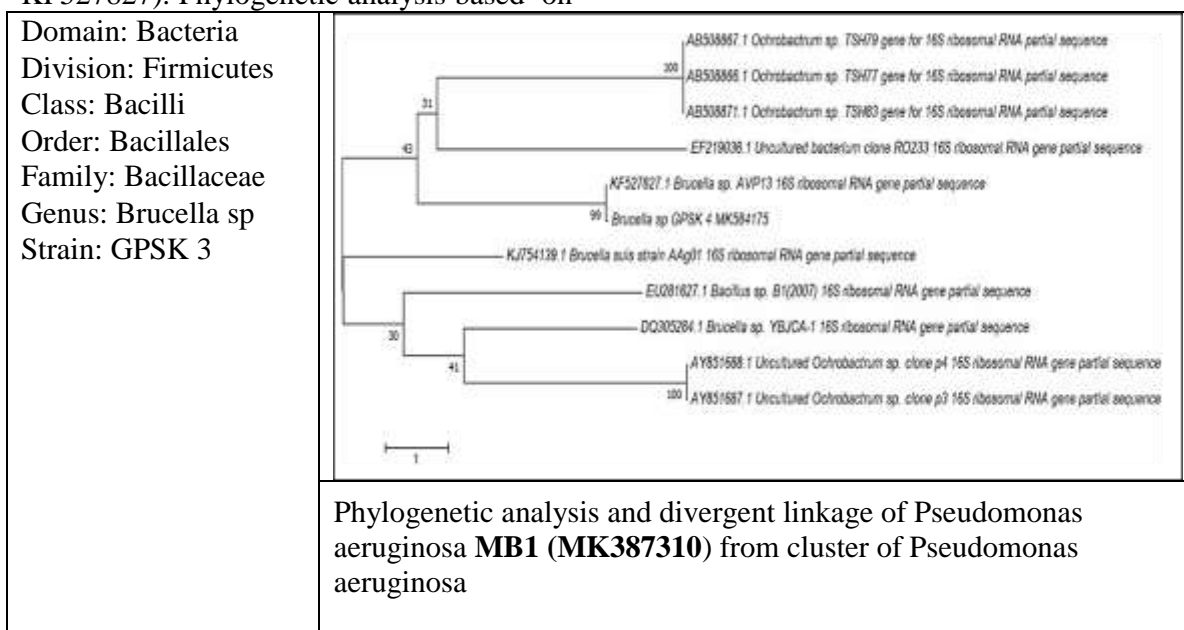 KF527827). Phylogenetic analysis based on
Domain: Bacteria
Division: Firmicutes
Class: Bacilli
Order: Bacillales
Family: Bacillaceae
Genus: Brucella sp
Strain: GPSK 3
AB508867.1 Ochrobactrum sp. TSH79 gene for 16S ribosomal RNA partial sequence
100
AB508866.1 Ochrobactrum sp. TSH77 gene for 16S ribosomal RNA partial sequence
31
AB508871.1 Ochrobactrum sp. TSH83 gene for 16S ribosomal RNA partial sequence
43
EF219036.1 Uncultured bacterium clone RO233 16S ribosomal RNA gene partial sequence
KF527827.1 Brucella sp. AVP13 16S ribosomal RNA gene partial sequence
99
Brucella sp GPSK 4 MK584175
KJ754139.1 Brucella suis strain AAg01 16S ribosomal RNA gene partial sequence
EU281627.1 Bacillus sp. B1(2007) 16S ribosomal RNA gene partial sequence
DQ305284.1 Brucella sp. YBJCA-1 16S ribosomal RNA gene partial sequence
30
AY851688.1 Uncultured Ochrobactrum sp. clone p4 16S ribosomal RNA gene partial sequence
41
100
AY851687.1 Uncultured Ochrobactrum sp. clone p3 16S ribosomal RNA gene partial sequence
1
Phylogenetic analysis and divergent linkage of Pseudomonas
aeruginosa MB1 (MK387310) from cluster of Pseudomonas
aeruginosa